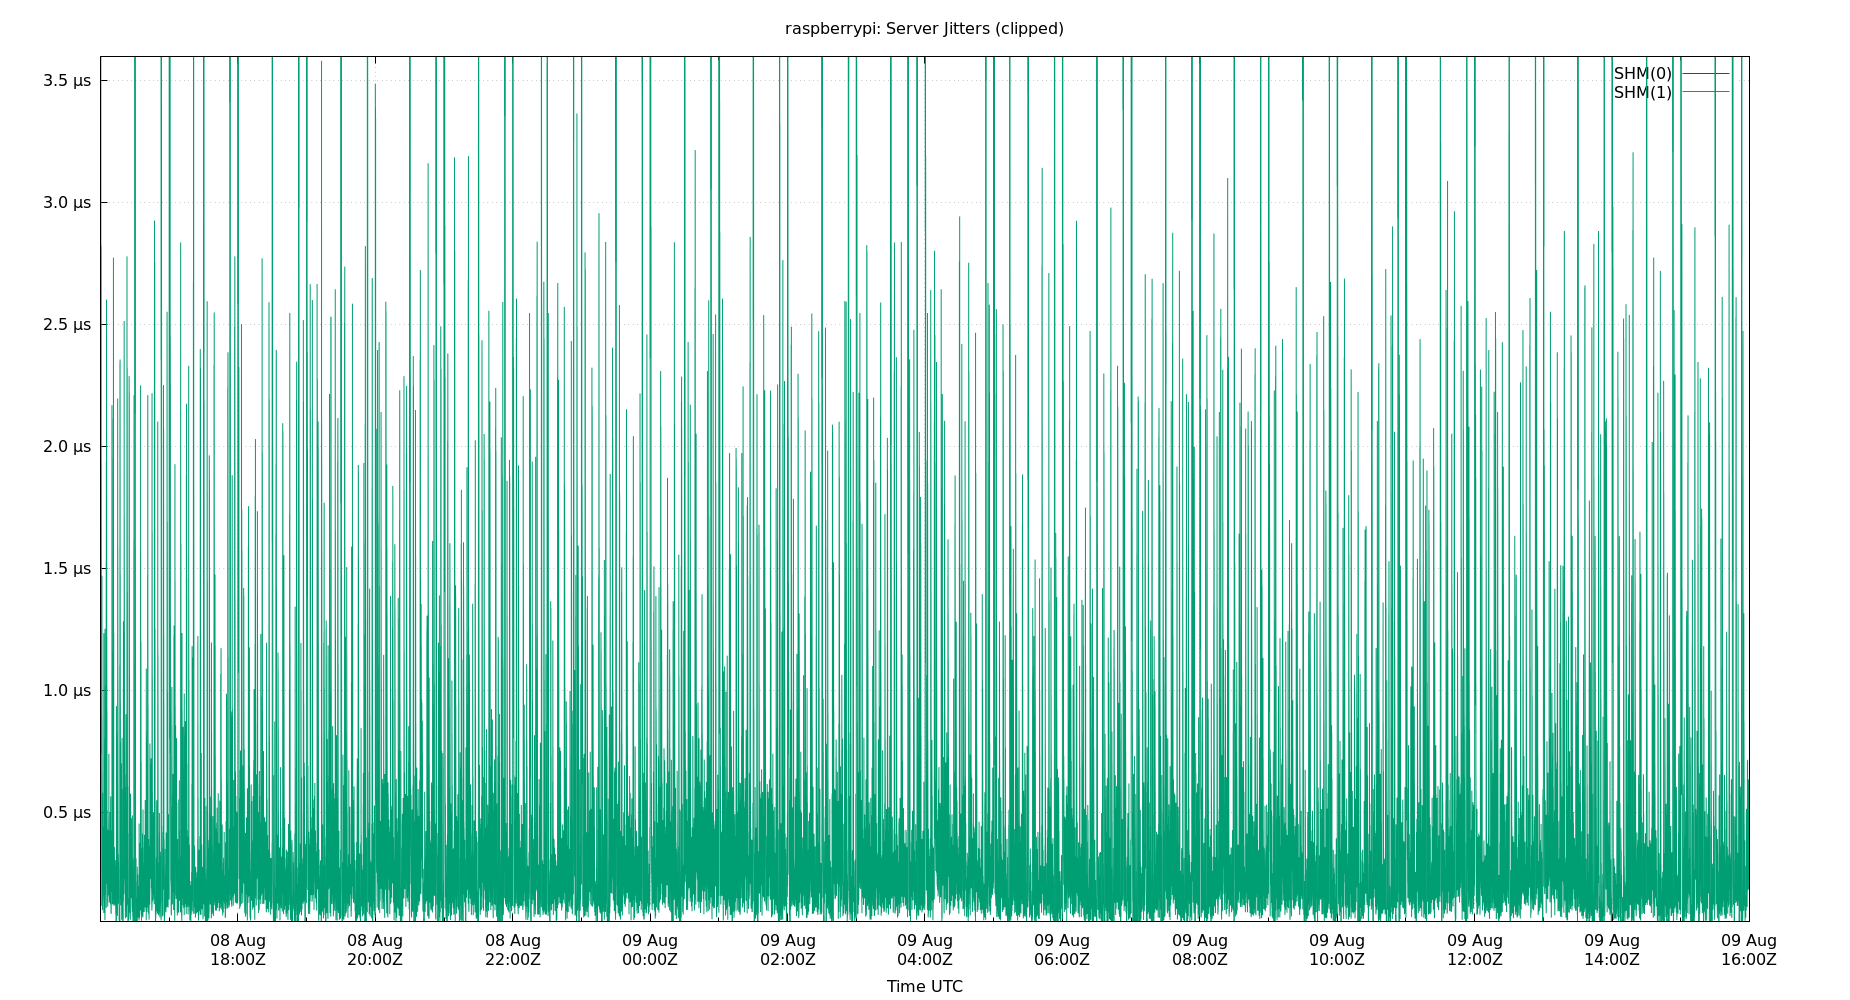 raspberrypi: Server Jitters (clipped)
SHM(0)
SHM(1)
3.5 µs
3.0 µs
2.5 µs
2.0 µs
1.5 µs
1.0 µs
0.5 µs
08 Aug 08 Aug 08 Aug 09 Aug 09 Aug 09 Aug 09 Aug 09 Aug 09 Aug 09 Aug 09 Aug 09 Aug
18:00Z 20:00Z 22:00Z 00:00Z 02:00Z 04:00Z 06:00Z 08:00Z 10:00Z 12:00Z 14:00Z 16:00Z
Time UTC